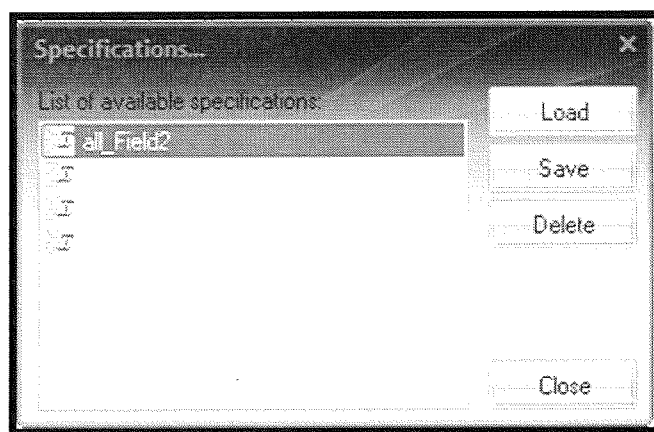 Specifications...
List of available specifications:
all_Field2
Load
Save
Delete
Close